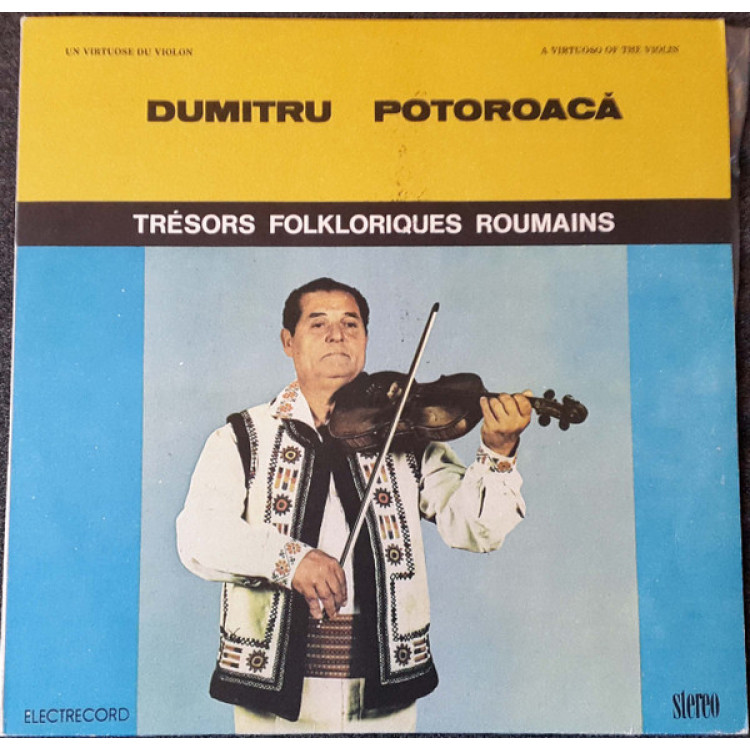 UN VIRTUOSE DU VIOLON
A VIRTUOSO OF THE VIOLIN
DUMITRU POTOROACĂ
TRÉSORS FOLKLORIQUES ROUMAINS
ELECTRECORD
stereo